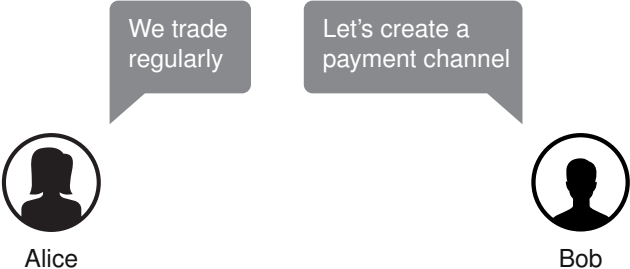 We trade
regularly
Let's create a
payment channel
Alice
Bob